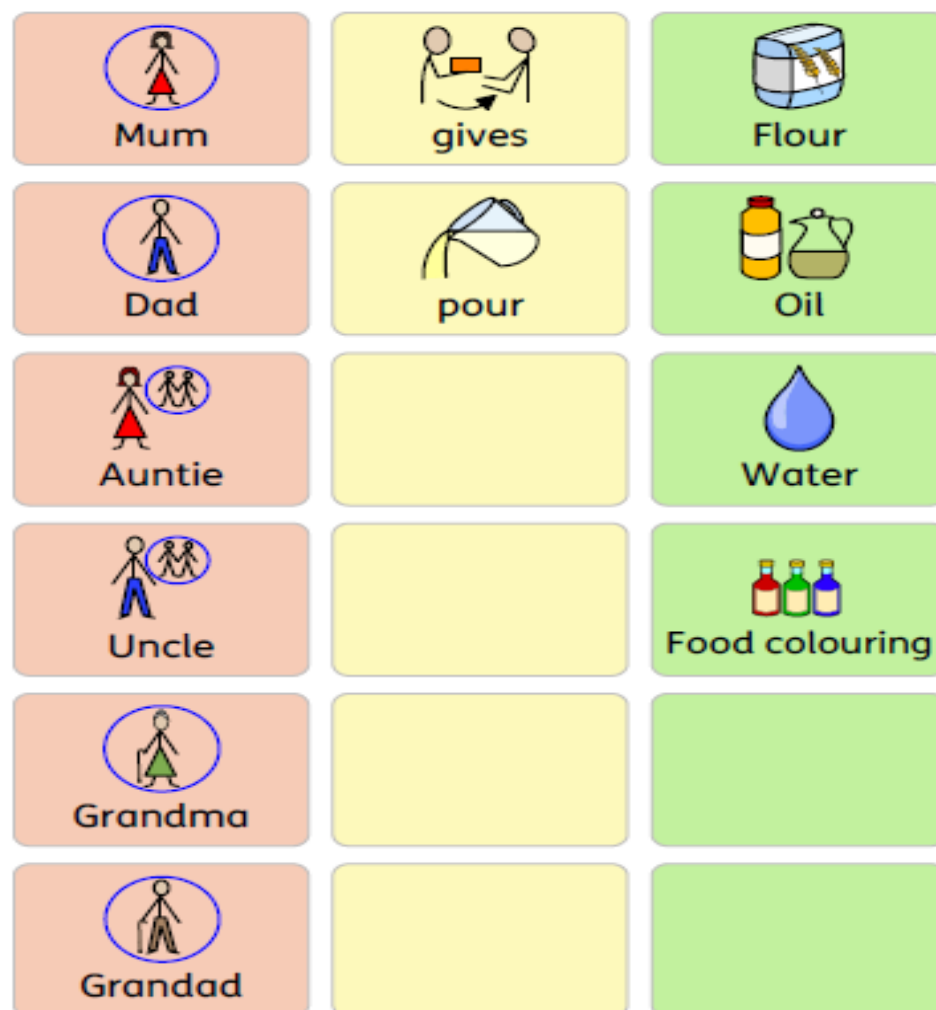 Mum gives Flour
Dad pour Oil
Auntie Water
Uncle Food colouring
Grandma
Grandad